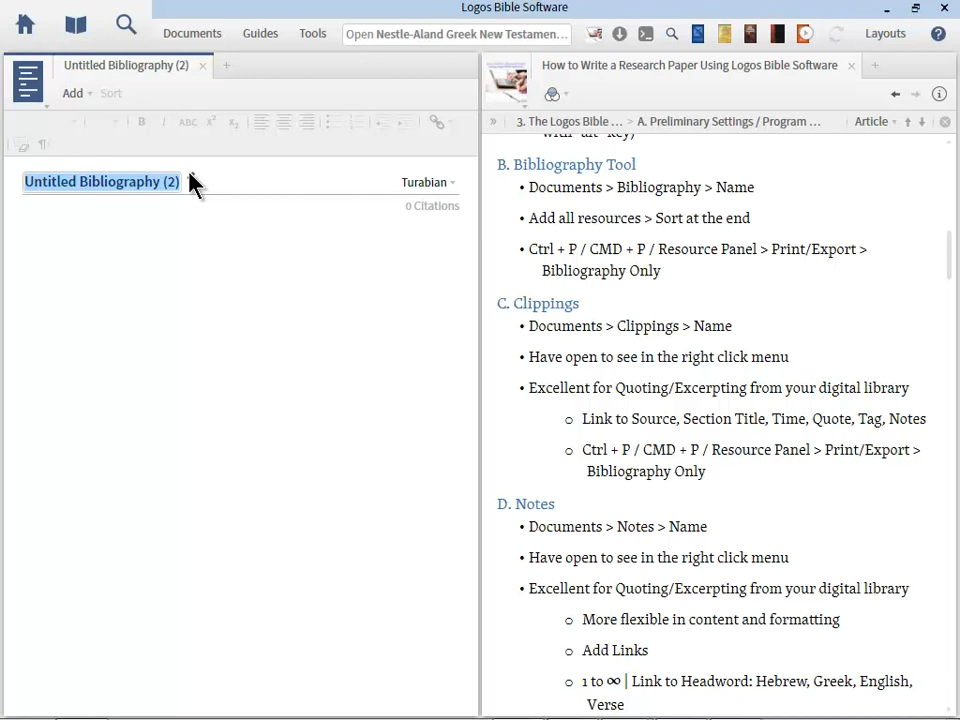 Logos Bible Software
Documents Guides Tools Open Nestle-Aland Greek New Testamen... Layouts
Untitled Bibliography (2)
Add Sort
B I ABC X² X₂
Untitled Bibliography (2) Turabian
0 Citations
How to Write a Research Paper Using Logos Bible Software
» 3. The Logos Bible ... > A. Preliminary Settings / Program ... Article
with "alt" key)
B. Bibliography Tool
• Documents > Bibliography > Name
• Add all resources > Sort at the end
• Ctrl + P / CMD + P / Resource Panel > Print/Export >
Bibliography Only
C. Clippings
• Documents > Clippings > Name
• Have open to see in the right click menu
• Excellent for Quoting/Excerpting from your digital library
o Link to Source, Section Title, Time, Quote, Tag, Notes
o Ctrl + P / CMD + P / Resource Panel > Print/Export >
Bibliography Only
D. Notes
• Documents > Notes > Name
• Have open to see in the right click menu
• Excellent for Quoting/Excerpting from your digital library
o More flexible in content and formatting
o Add Links
o 1 to ∞ | Link to Headword: Hebrew, Greek, English,
Verse